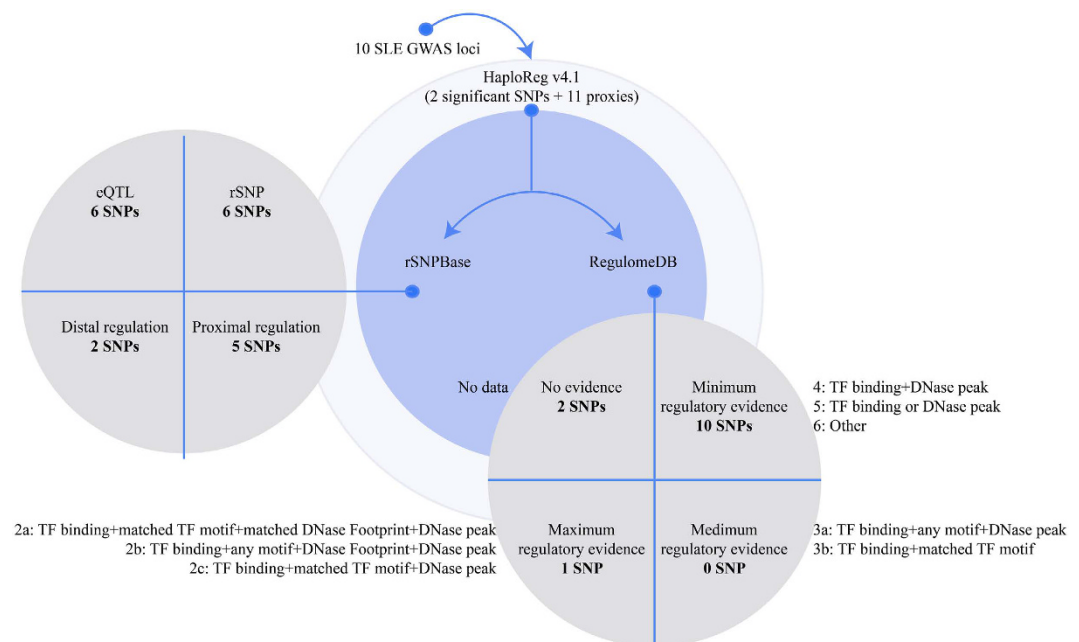 10 SLE GWAS loci
HaploReg v4.1
(2 significant SNPs + 11 proxies)
eQTL
6 SNPs
rSNP
6 SNPs
rSNPBase
RegulomeDB
Distal regulation
2 SNPs
Proximal regulation
5 SNPs
No data
No evidence
2 SNPs
Minimum
regulatory evidence
10 SNPs
4: TF binding+DNase peak
5: TF binding or DNase peak
6: Other
2a: TF binding+matched TF motif+matched DNase Footprint+DNase peak
2b: TF binding+any motif+DNase Footprint+DNase peak
2c: TF binding+matched TF motif+DNase peak
Maximum
regulatory evidence
1 SNP
Medimum
regulatory evidence
0 SNP
3a: TF binding+any motif+DNase peak
3b: TF binding+matched TF motif